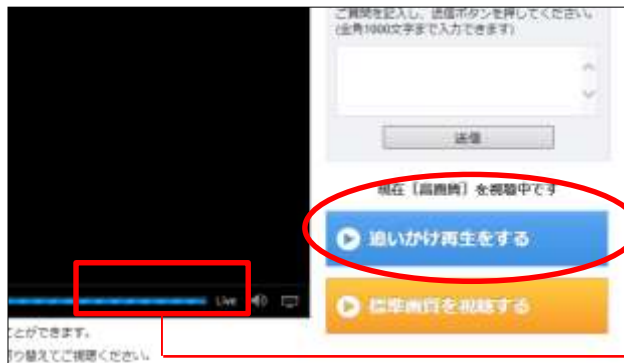 ご質問を記入し、送信ボタンを押してください。
(全角1000文字まで入力できます)
送信
現在［高画質］を視聴中です
追いかけ再生をする
Live
標準画質を視聴する
ことができます。
り替えてご視聴ください。